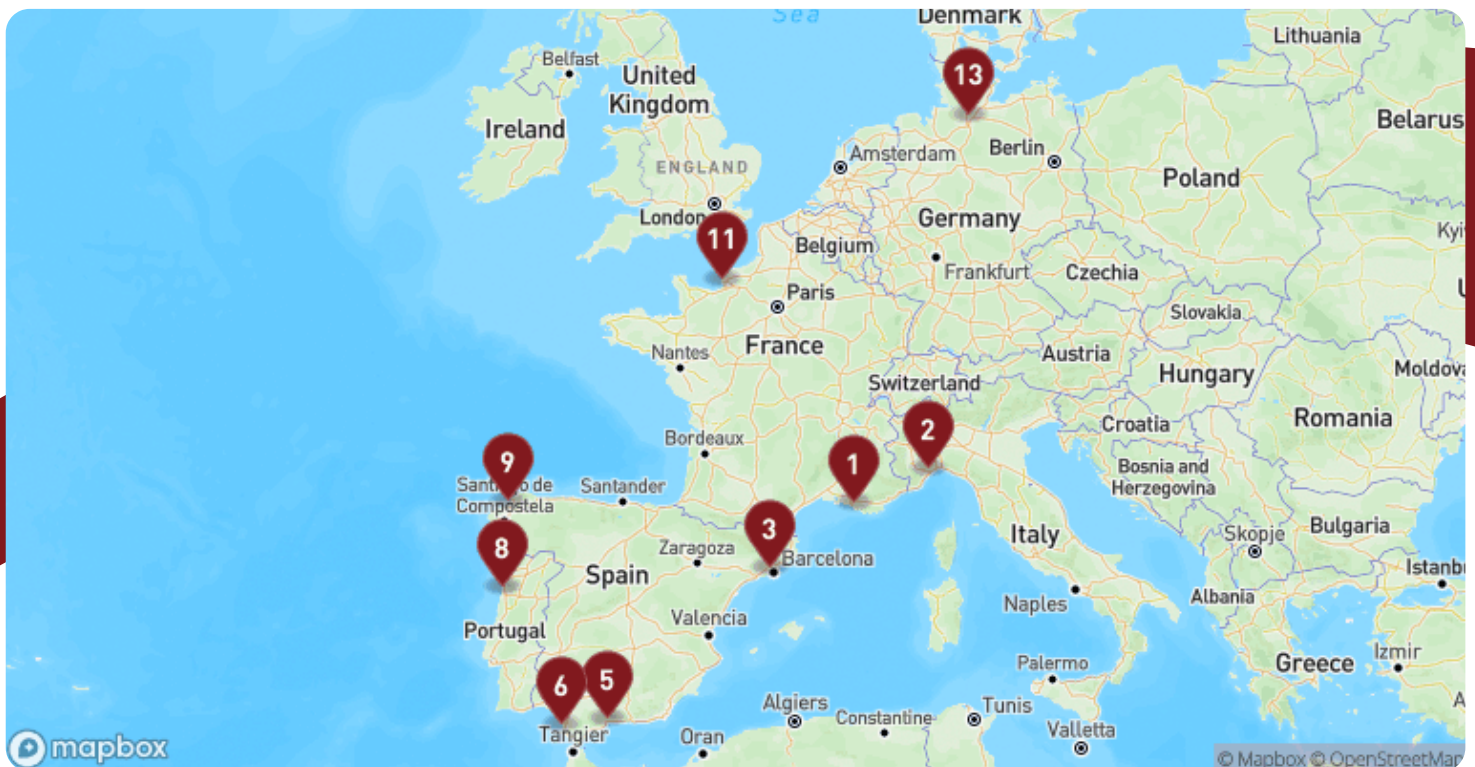 Sea
Denmark
Lithuania
13
Belfast
United
Kingdom
Ireland
Belarus
ENGLAND
Amsterdam
Berlin
Poland
London
Germany
11
Belgium
Kyi
Frankfurt
Czechia
Paris
Slovakia
U
France
Nantes
Austria
Switzerland
Hungary
Moldova
2
Bordeaux
Croatia
Romania
9
1
Bosnia and
Herzegovina
Santander
Compostela
3
Bulgaria
Skopje
Italy
8
Zaragoza
Barcelona
Spain
Istanb
Naples
Albania
Valencia
Portugal
Izmir
Palermo
Greece
6
5
Algiers
Tunis
A
Constantine
Tangier
Oran
Valletta
mapbox
© Mapbox © OpenStreetMap